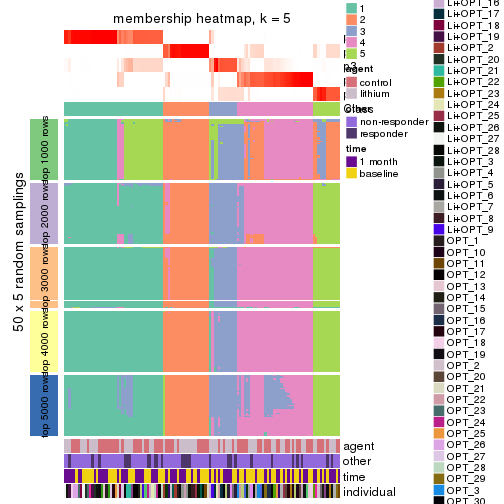 membership heatmap, k = 5
50 x 5 random samplings
top 1000 rows
top 2000 rows
top 3000 rows
top 4000 rows
top 5000 rows
p3
Class
agent
other
time
individual
1
2
3
4
5
agent
control
lithium
Other
non-responder
responder
time
1 month
baseline
Li+OPT_16
Li+OPT_17
Li+OPT_18
Li+OPT_19
Li+OPT_2
Li+OPT_20
Li+OPT_21
Li+OPT_22
Li+OPT_23
Li+OPT_24
Li+OPT_25
Li+OPT_26
Li+OPT_27
Li+OPT_28
Li+OPT_3
Li+OPT_4
Li+OPT_5
Li+OPT_6
Li+OPT_7
Li+OPT_8
Li+OPT_9
OPT_1
OPT_10
OPT_11
OPT_12
OPT_13
OPT_14
OPT_15
OPT_16
OPT_17
OPT_18
OPT_19
OPT_2
OPT_20
OPT_21
OPT_22
OPT_23
OPT_24
OPT_25
OPT_26
OPT_27
OPT_28
OPT_29
OPT_3